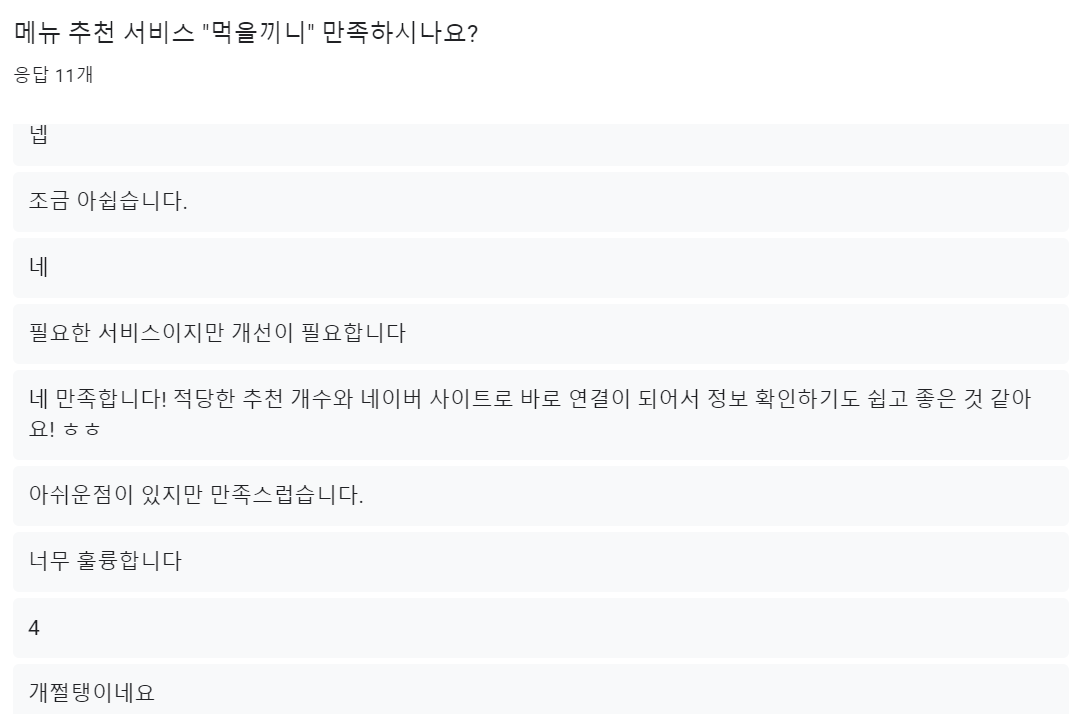 메뉴 추천 서비스 "먹을끼니" 만족하시나요?
응답 11개
넵
조금 아쉽습니다.
네
필요한 서비스이지만 개선이 필요합니다
네 만족합니다! 적당한 추천 개수와 네이버 사이트로 바로 연결이 되어서 정보 확인하기도 쉽고 좋은 것 같아
요! ㅎㅎ
아쉬운점이 있지만 만족스럽습니다.
너무 훌륭합니다
4
개쩔탱이네요